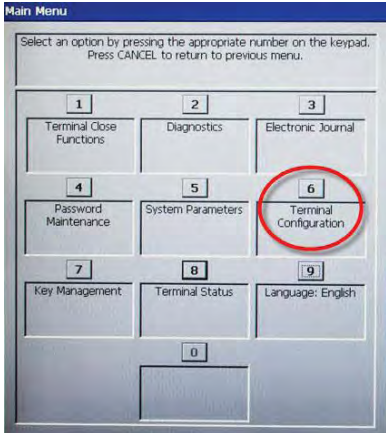 Main Menu
Select an option by pressing the appropriate number on the keypad.
Press CANCEL to return to previous menu.
1
2
3
Terminal Close
Functions
Diagnostics
Electronic Journal
4
5
6
Password
Maintenance
System Parameters
Terminal
Configuration
7
8
9
Key Management
Terminal Status
Language: English
0